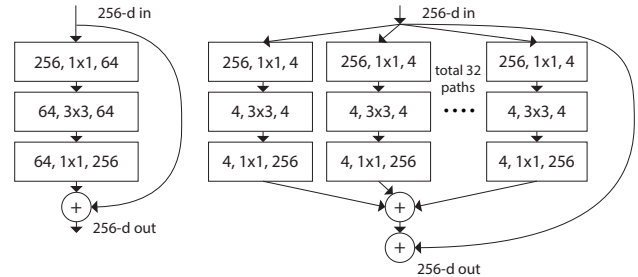 256-d in
256, 1x1, 64
64, 3x3, 64
64, 1x1, 256
+
256-d out
256-d in
256, 1x1, 4
256, 1x1, 4
total 32
paths
256, 1x1, 4
4, 3x3, 4
4, 3x3, 4
....
4, 3x3, 4
4, 1x1, 256
4, 1x1, 256
4, 1x1, 256
+
+
256-d out